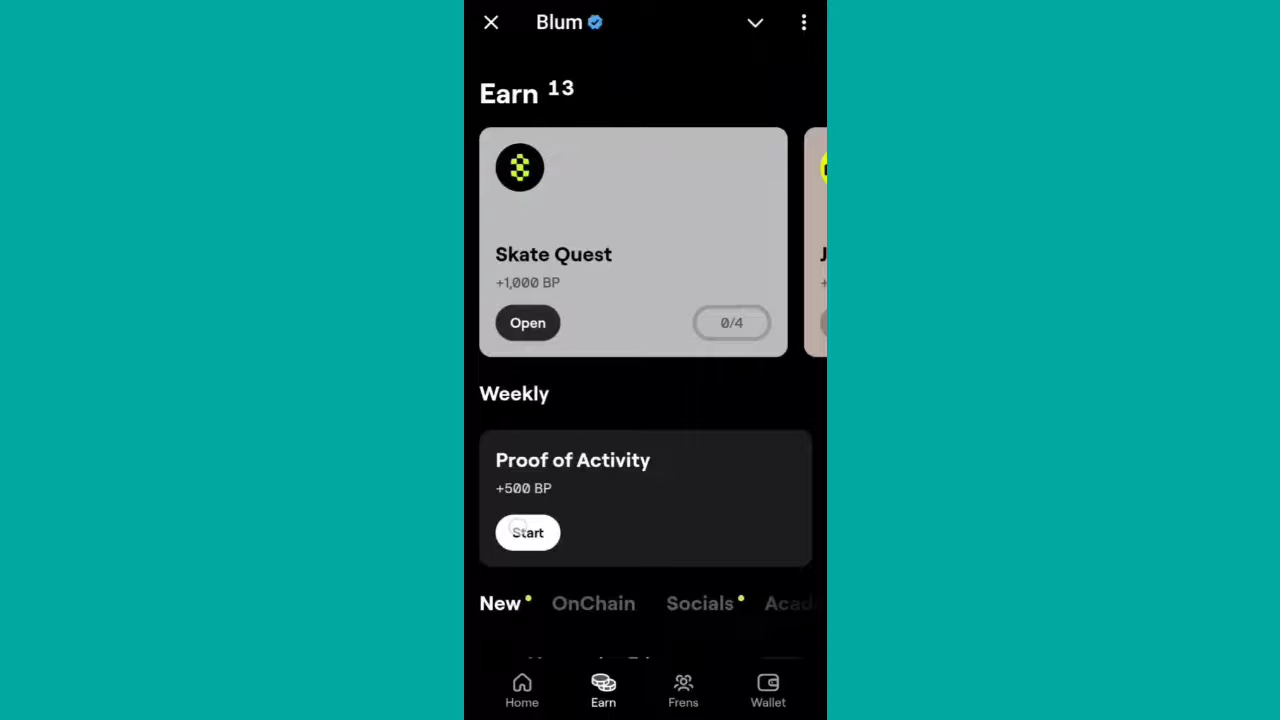 Blum
Earn 13
Skate Quest
+1,000 BP
Open
0/4
Weekly
Proof of Activity
+500 BP
Start
New OnChain Socials Acad
Home Earn Frens Wallet